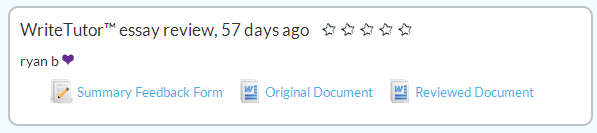 WriteTutor™ essay review, 57 days ago
ryan b
Summary Feedback Form Original Document Reviewed Document